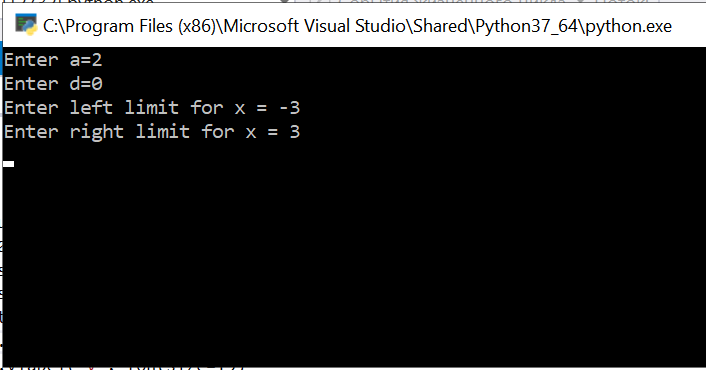 C:\Program Files (x86)\Microsoft Visual Studio\Shared\Python37_64\python.exe
Enter a=2
Enter d=0
Enter left limit for x = -3
Enter right limit for x = 3